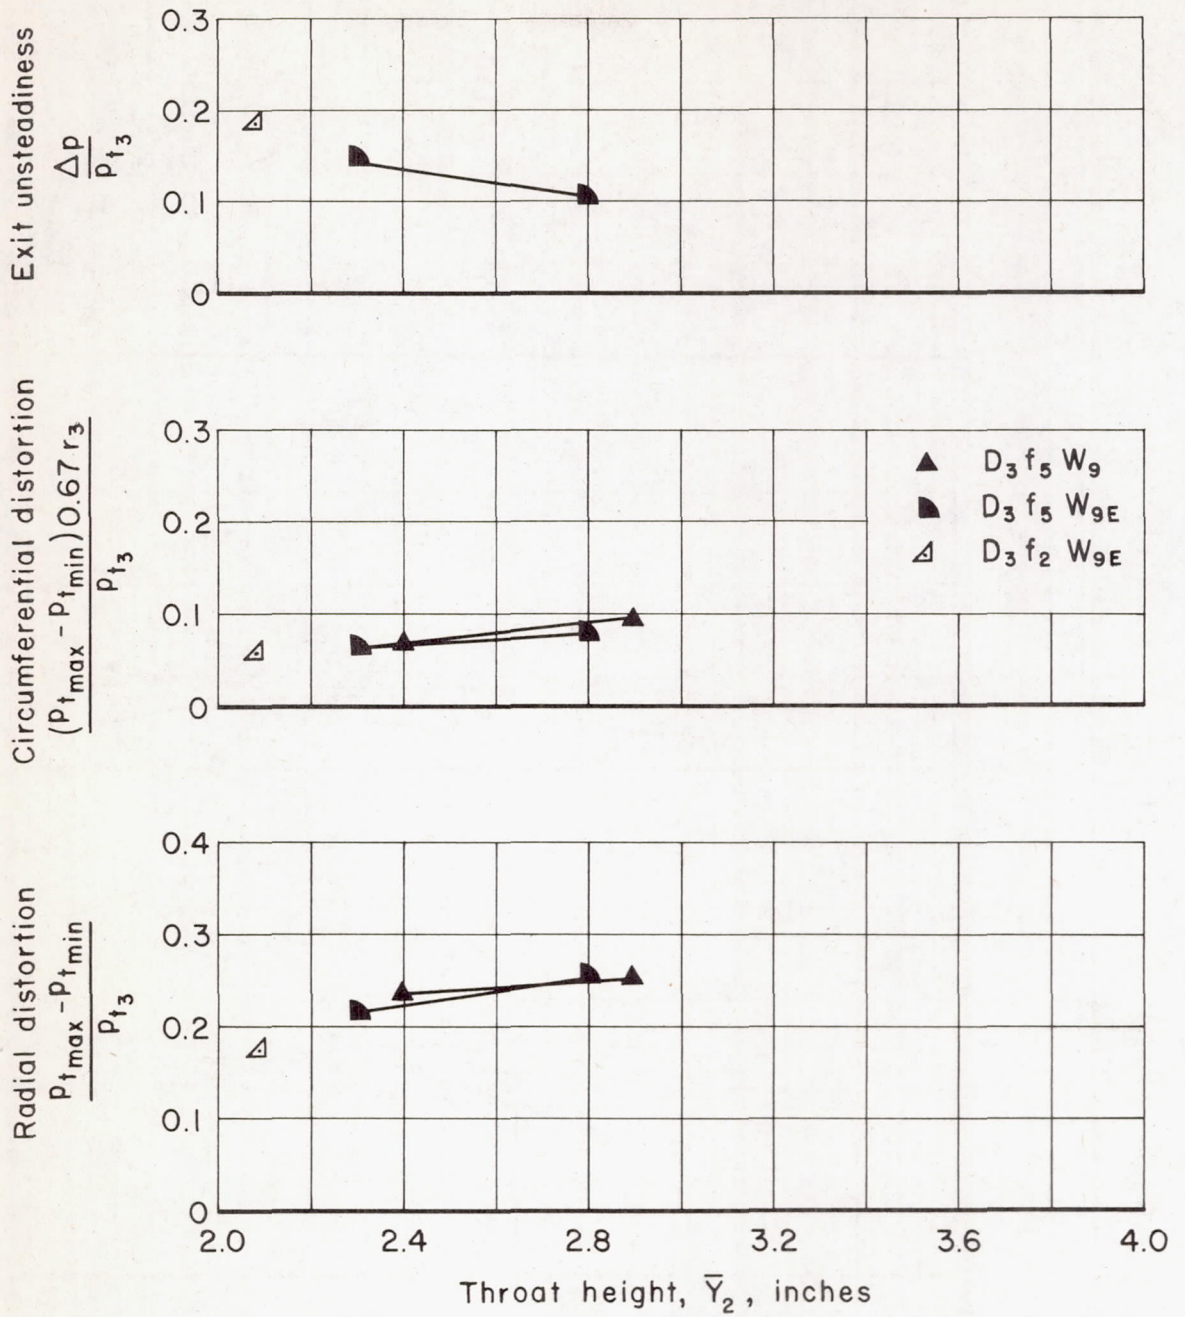 Exit unsteadiness
Δp
pt3
0.3
0.2
0.1
0
Circumferential distortion
(ptmax - ptmin)0.67 r3
pt3
0.3
0.2
0.1
0
D3 f5 W9
D3 f5 W9E
D3 f2 W9E
Radial distortion
ptmax - ptmin
pt3
0.4
0.3
0.2
0.1
0
2.0 2.4 2.8 3.2 3.6 4.0
Throat height, Y̅2, inches